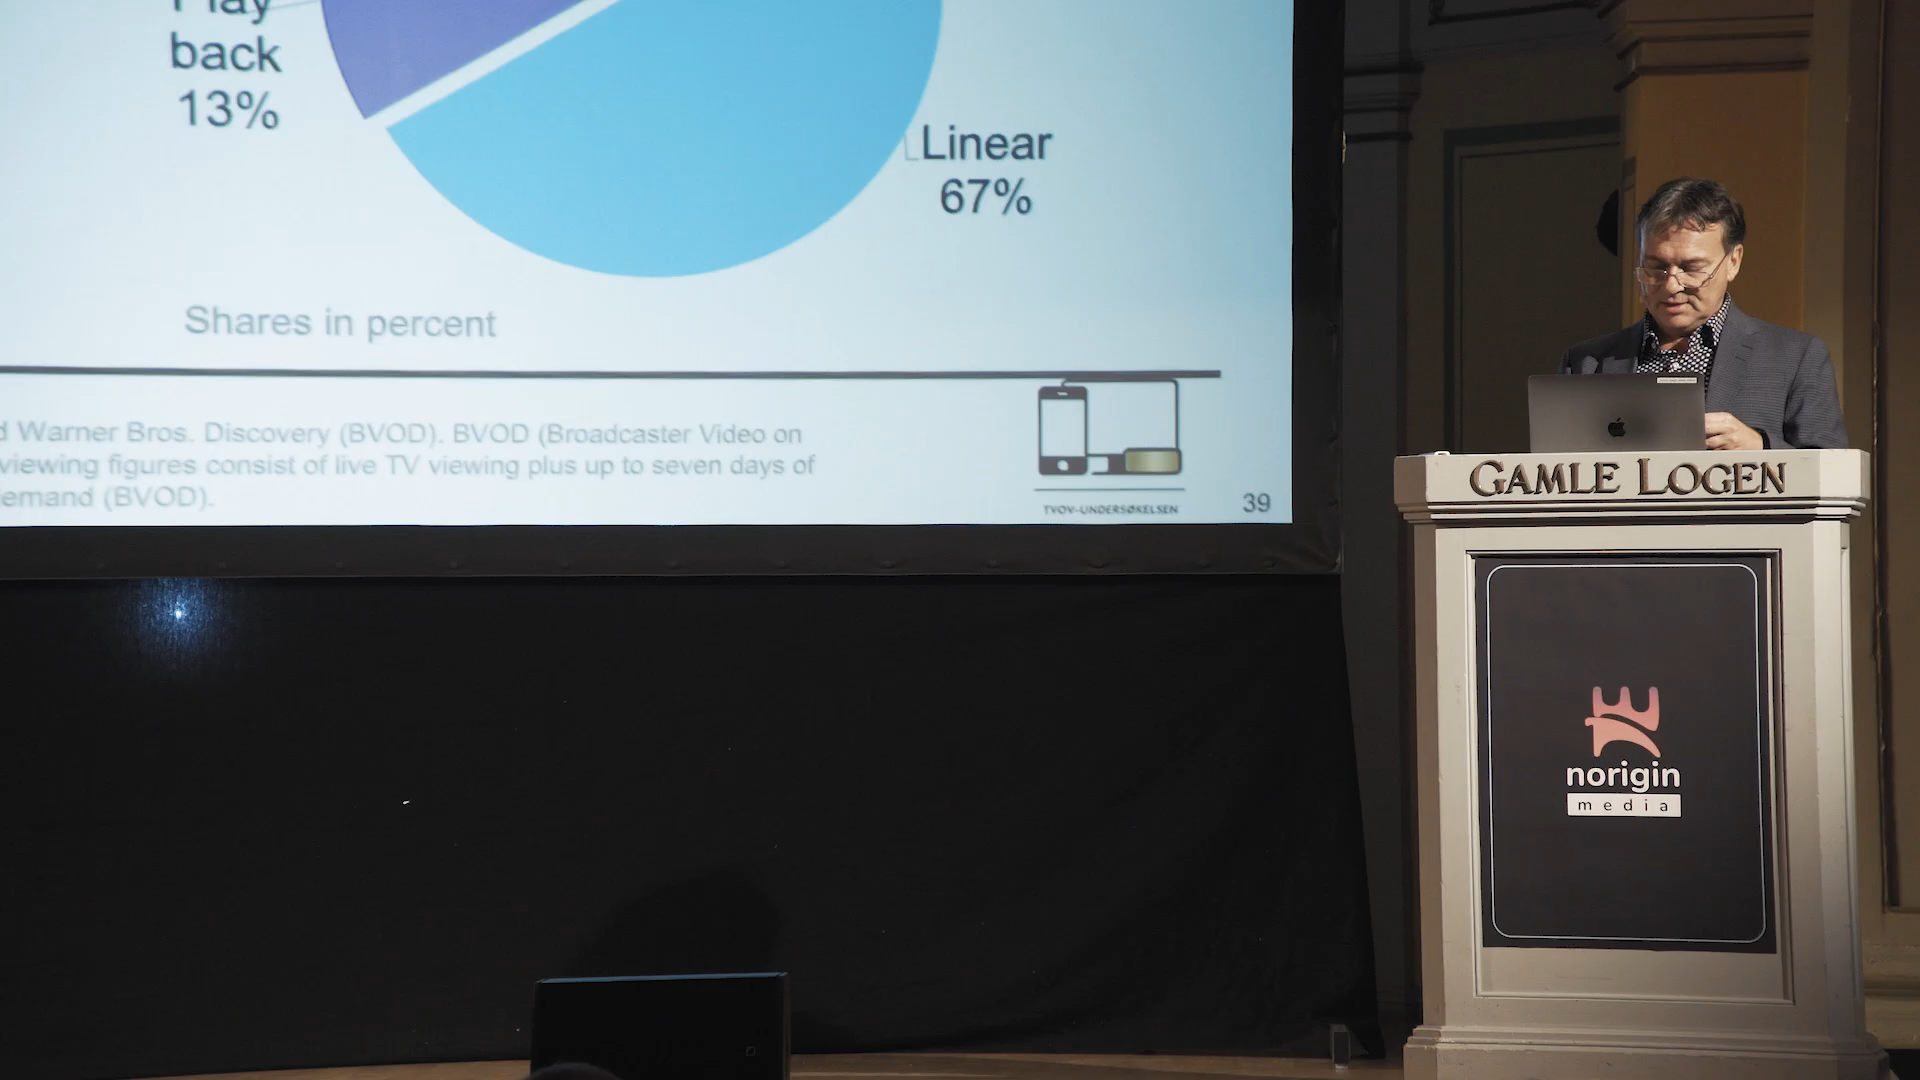 Play
back
13%
Linear
67%
Shares in percent
d Warner Bros. Discovery (BVOD). BVOD (Broadcaster Video on
viewing figures consist of live TV viewing plus up to seven days of
emand (BVOD).
TVOV-UNDERSØKELSEN
39
GAMLE LOGEN
norigin
media